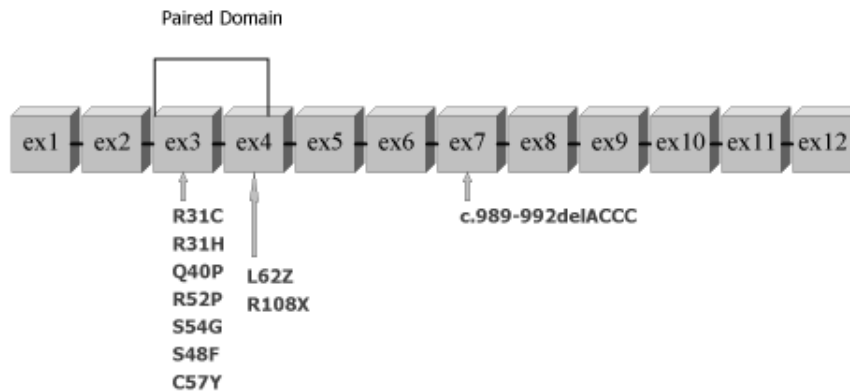 Paired Domain
ex1 ex2 ex3 ex4 ex5 ex6 ex7 ex8 ex9 ex10 ex11 ex12
R31C
R31H
Q40P
R52P
S54G
S48F
C57Y
L62Z
R108X
c.989-992delACCC